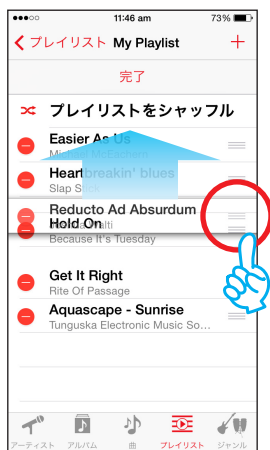 11:46 am
73%
プレイリスト My Playlist
完了
プレイリストをシャッフル
Easier As Us
Heartbreakin' blues
Slap Stick
Reducto Ad Absurdum
Hold On
Because It's Tuesday
Get It Right
Rite Of Passage
Aquascape - Sunrise
Tunguska Electronic Music So...
アーティスト アルバム 曲 プレイリスト ジャンル